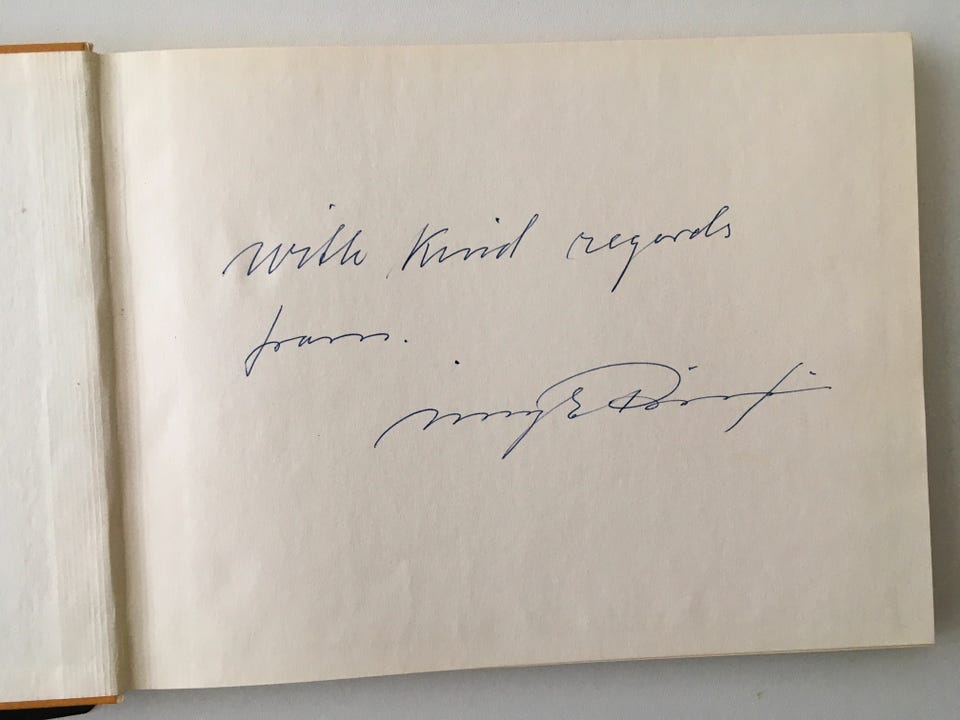 With Kind regards
from.